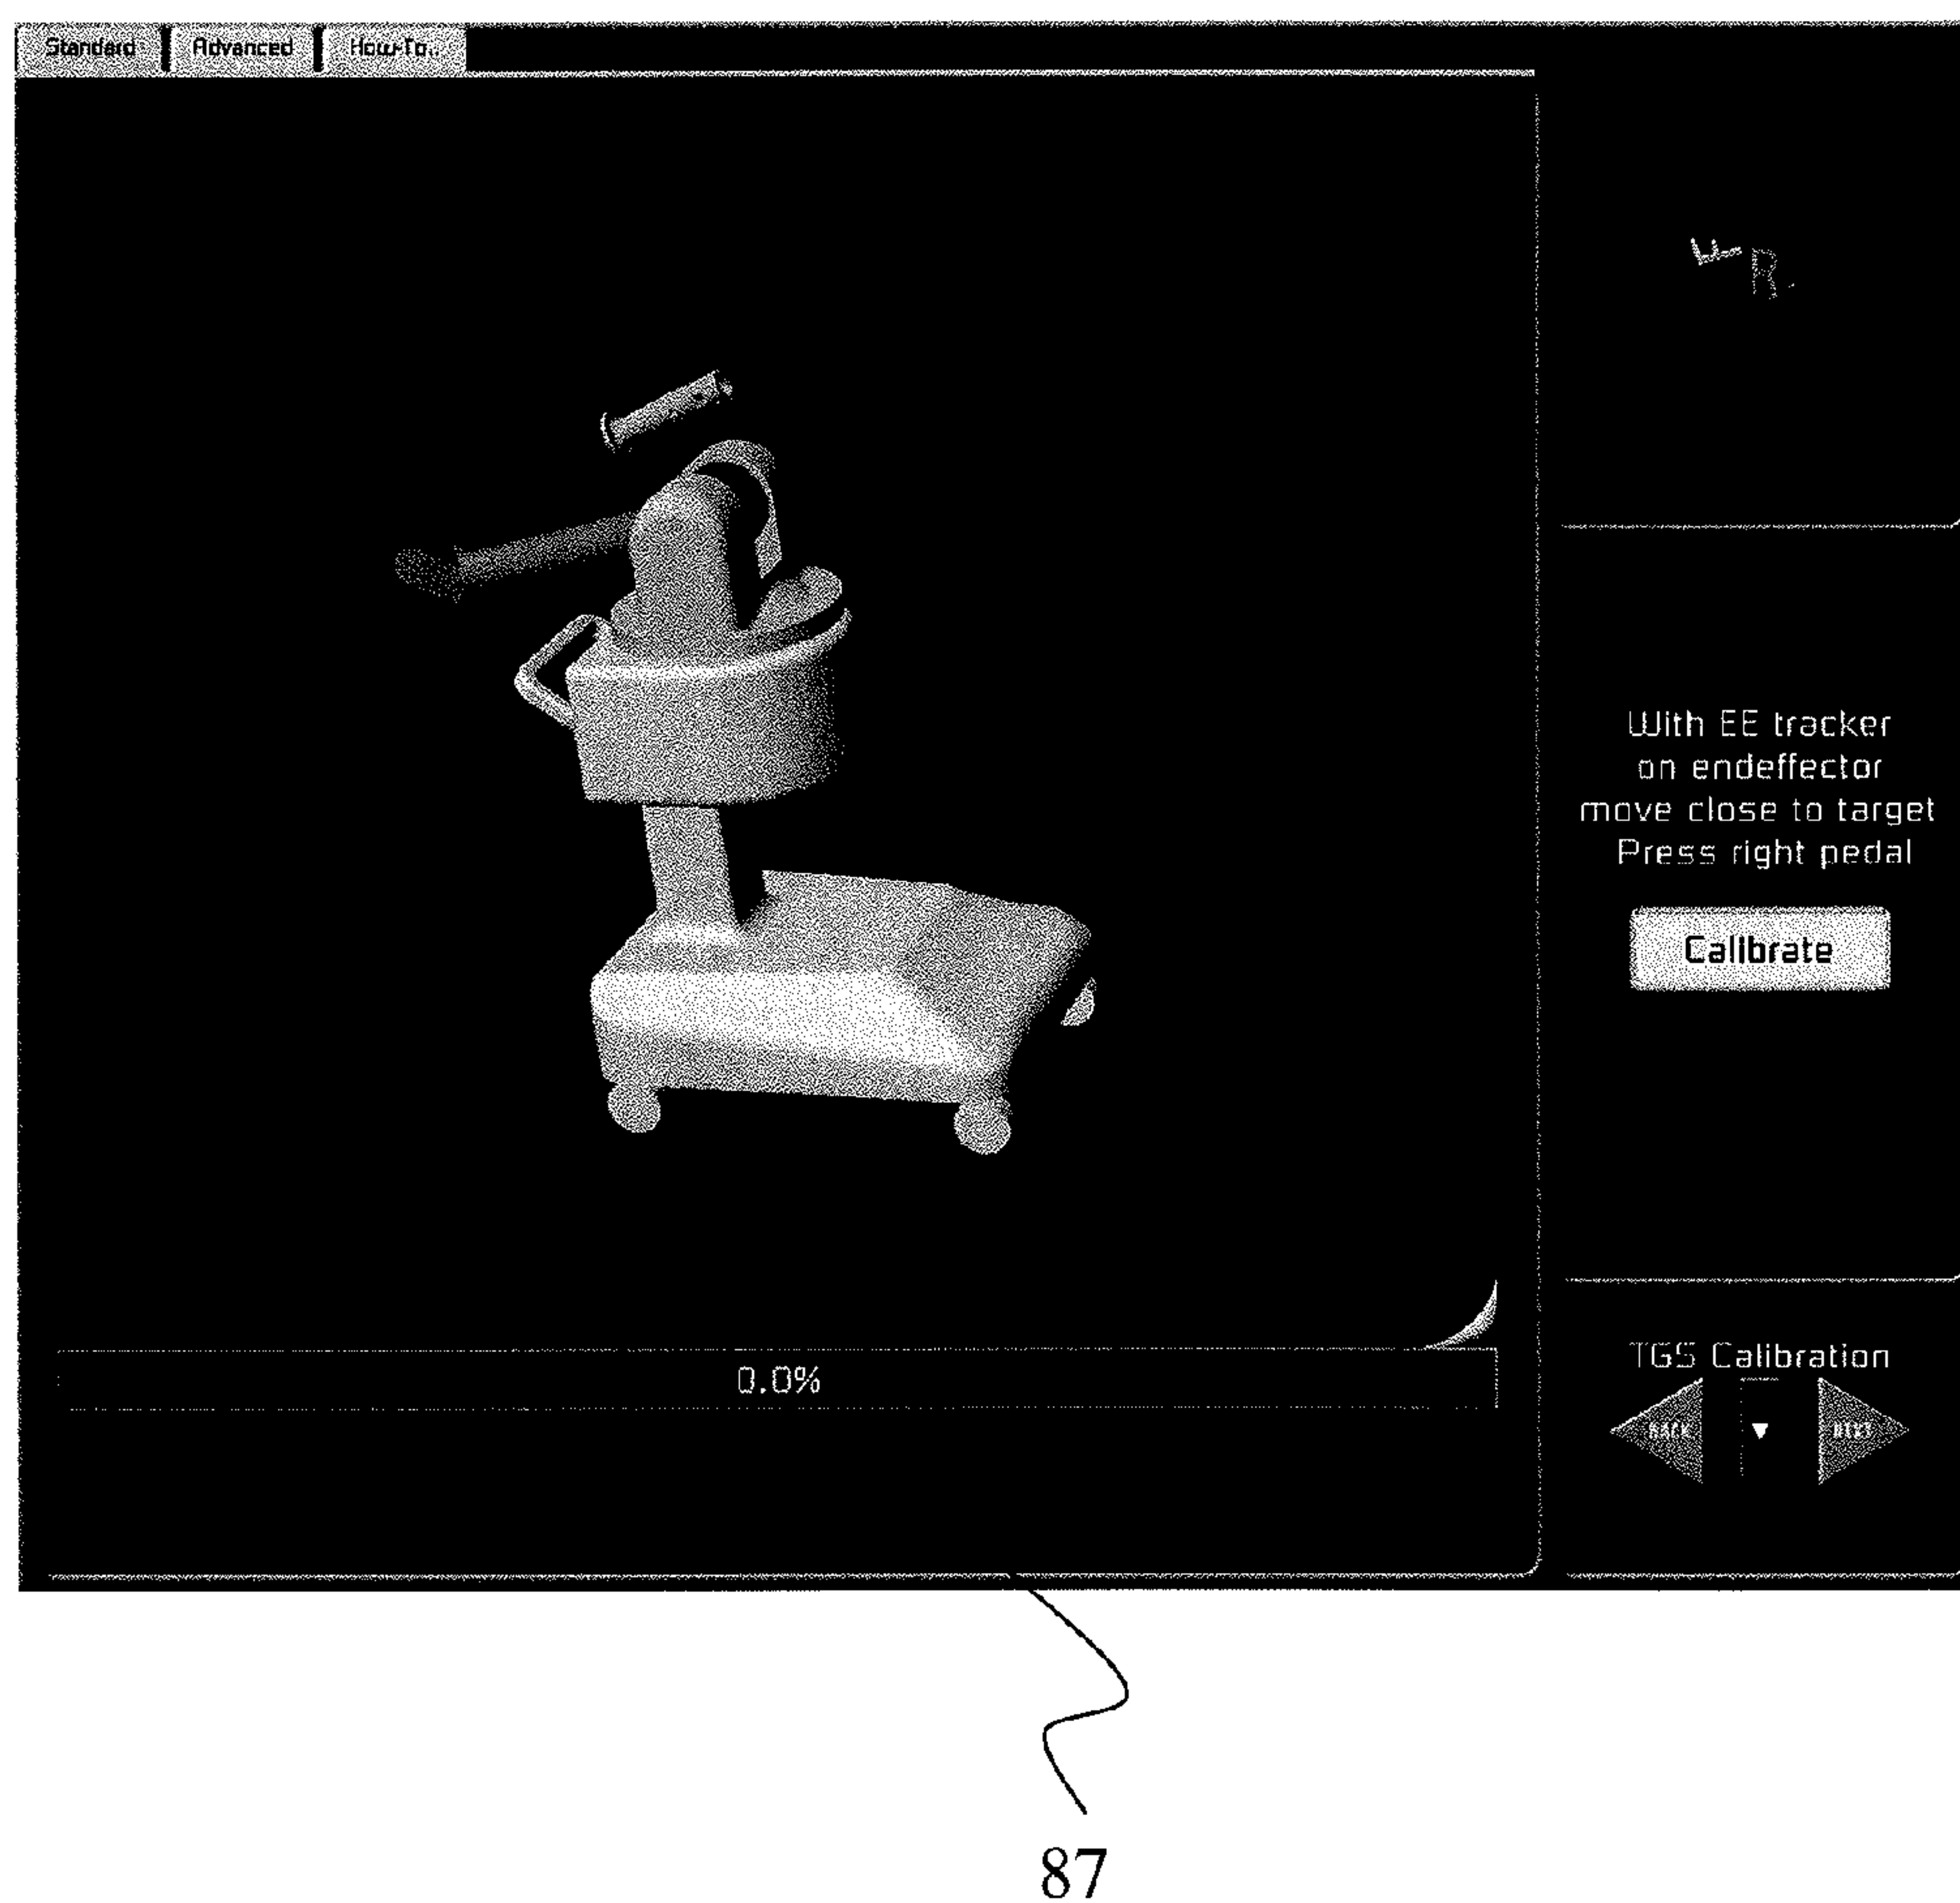 Standard Advanced How-To..
R
With EE tracker
on endeffector
move close to target
Press right pedal
Calibrate
0.0%
TGS Calibration
BACK NEXT
87